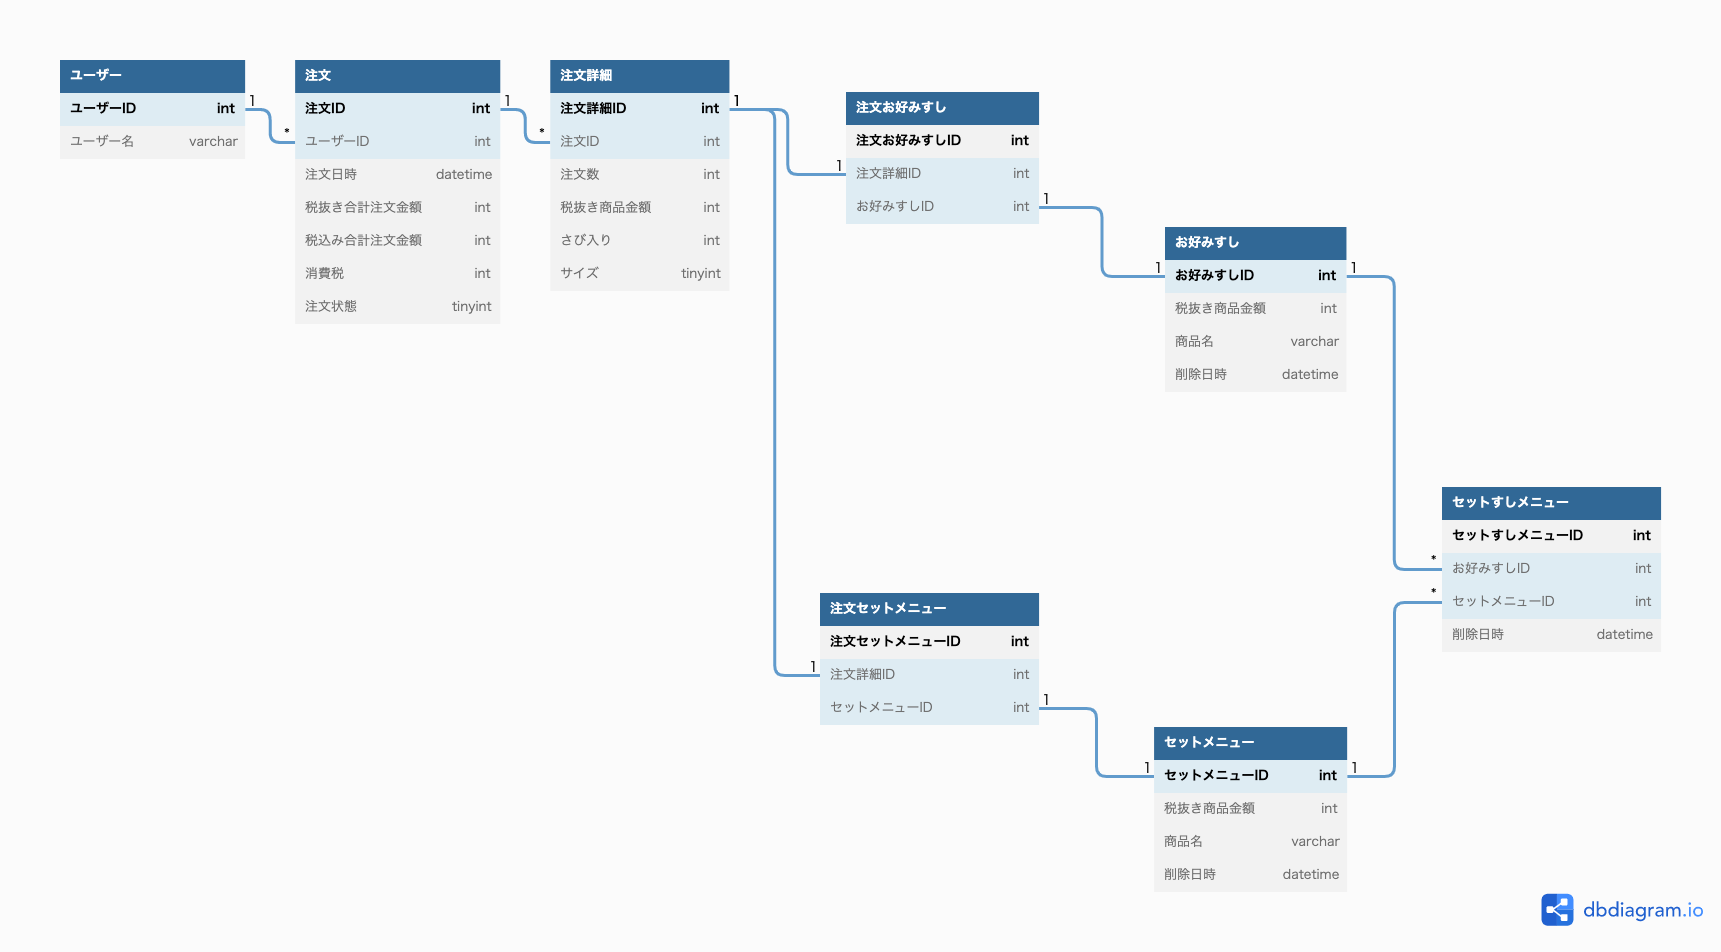 ユーザー
ユーザーID int
ユーザー名 varchar
1
*
注文
注文ID int
ユーザーID int
注文日時 datetime
税抜き合計注文金額 int
税込み合計注文金額 int
消費税 int
注文状態 tinyint
1
*
注文詳細
注文詳細ID int
注文ID int
注文数 int
税抜き商品金額 int
さび入り int
サイズ tinyint
1
1
注文お好みすし
注文お好みすしID int
注文詳細ID int
お好みすしID int
1
1
お好みすし
お好みすしID int
税抜き商品金額 int
商品名 varchar
削除日時 datetime
1
*
*
セットすしメニュー
セットすしメニューID int
お好みすしID int
セットメニューID int
削除日時 datetime
1
注文セットメニュー
注文セットメニューID int
注文詳細ID int
セットメニューID int
1
1
セットメニュー
セットメニューID int
税抜き商品金額 int
商品名 varchar
削除日時 datetime
1
dbdiagram.io